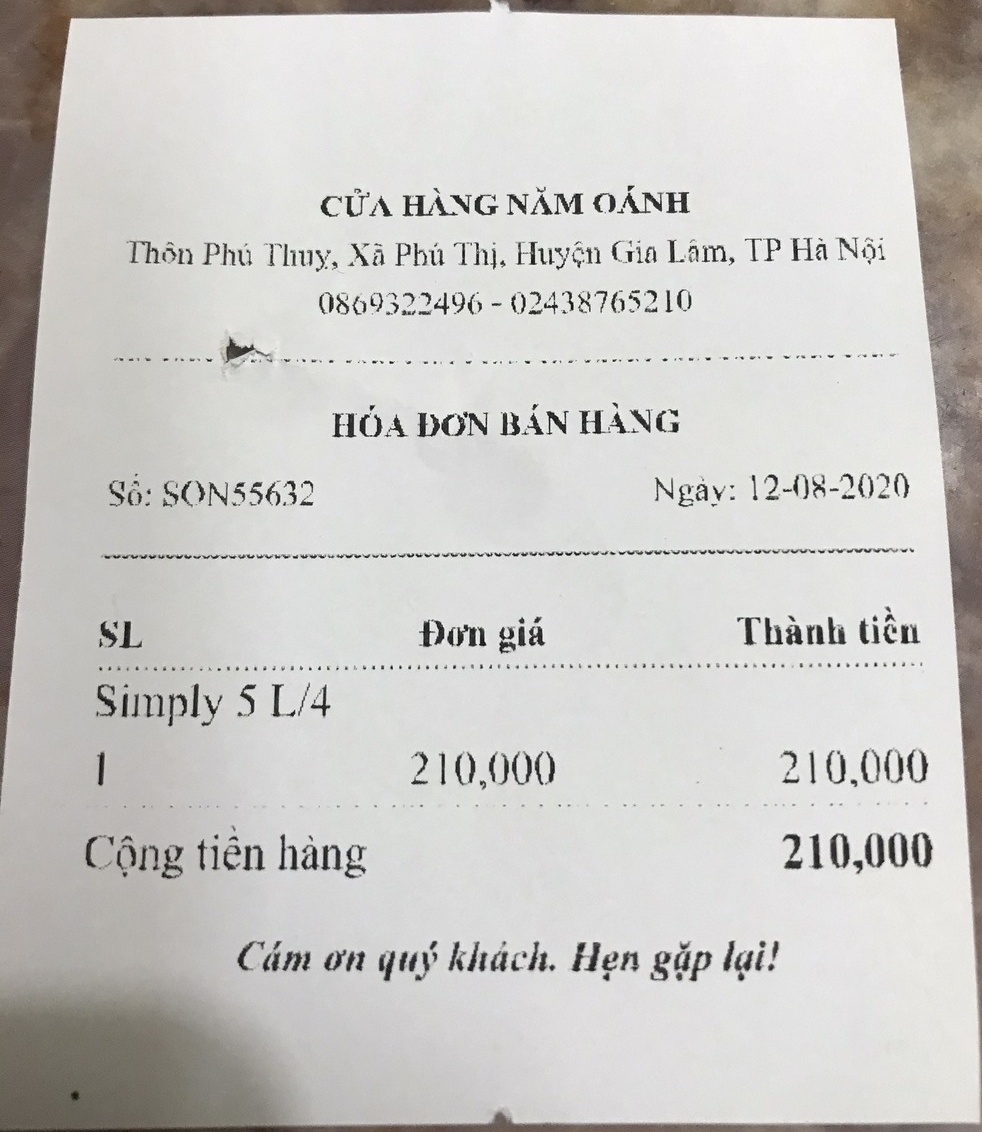 CỬA HÀNG NĂM OÁNH
Thôn Phú Thuỵ, Xã Phú Thị, Huyện Gia Lâm, TP Hà Nội
0869322496 - 02438765210
HÓA ĐƠN BÁN HÀNG
Số: SON55632 Ngày: 12-08-2020
SL Đơn giá Thành tiền
Simply 5 L/4
1 210,000 210,000
Cộng tiền hàng 210,000
Cám ơn quý khách. Hẹn gặp lại!